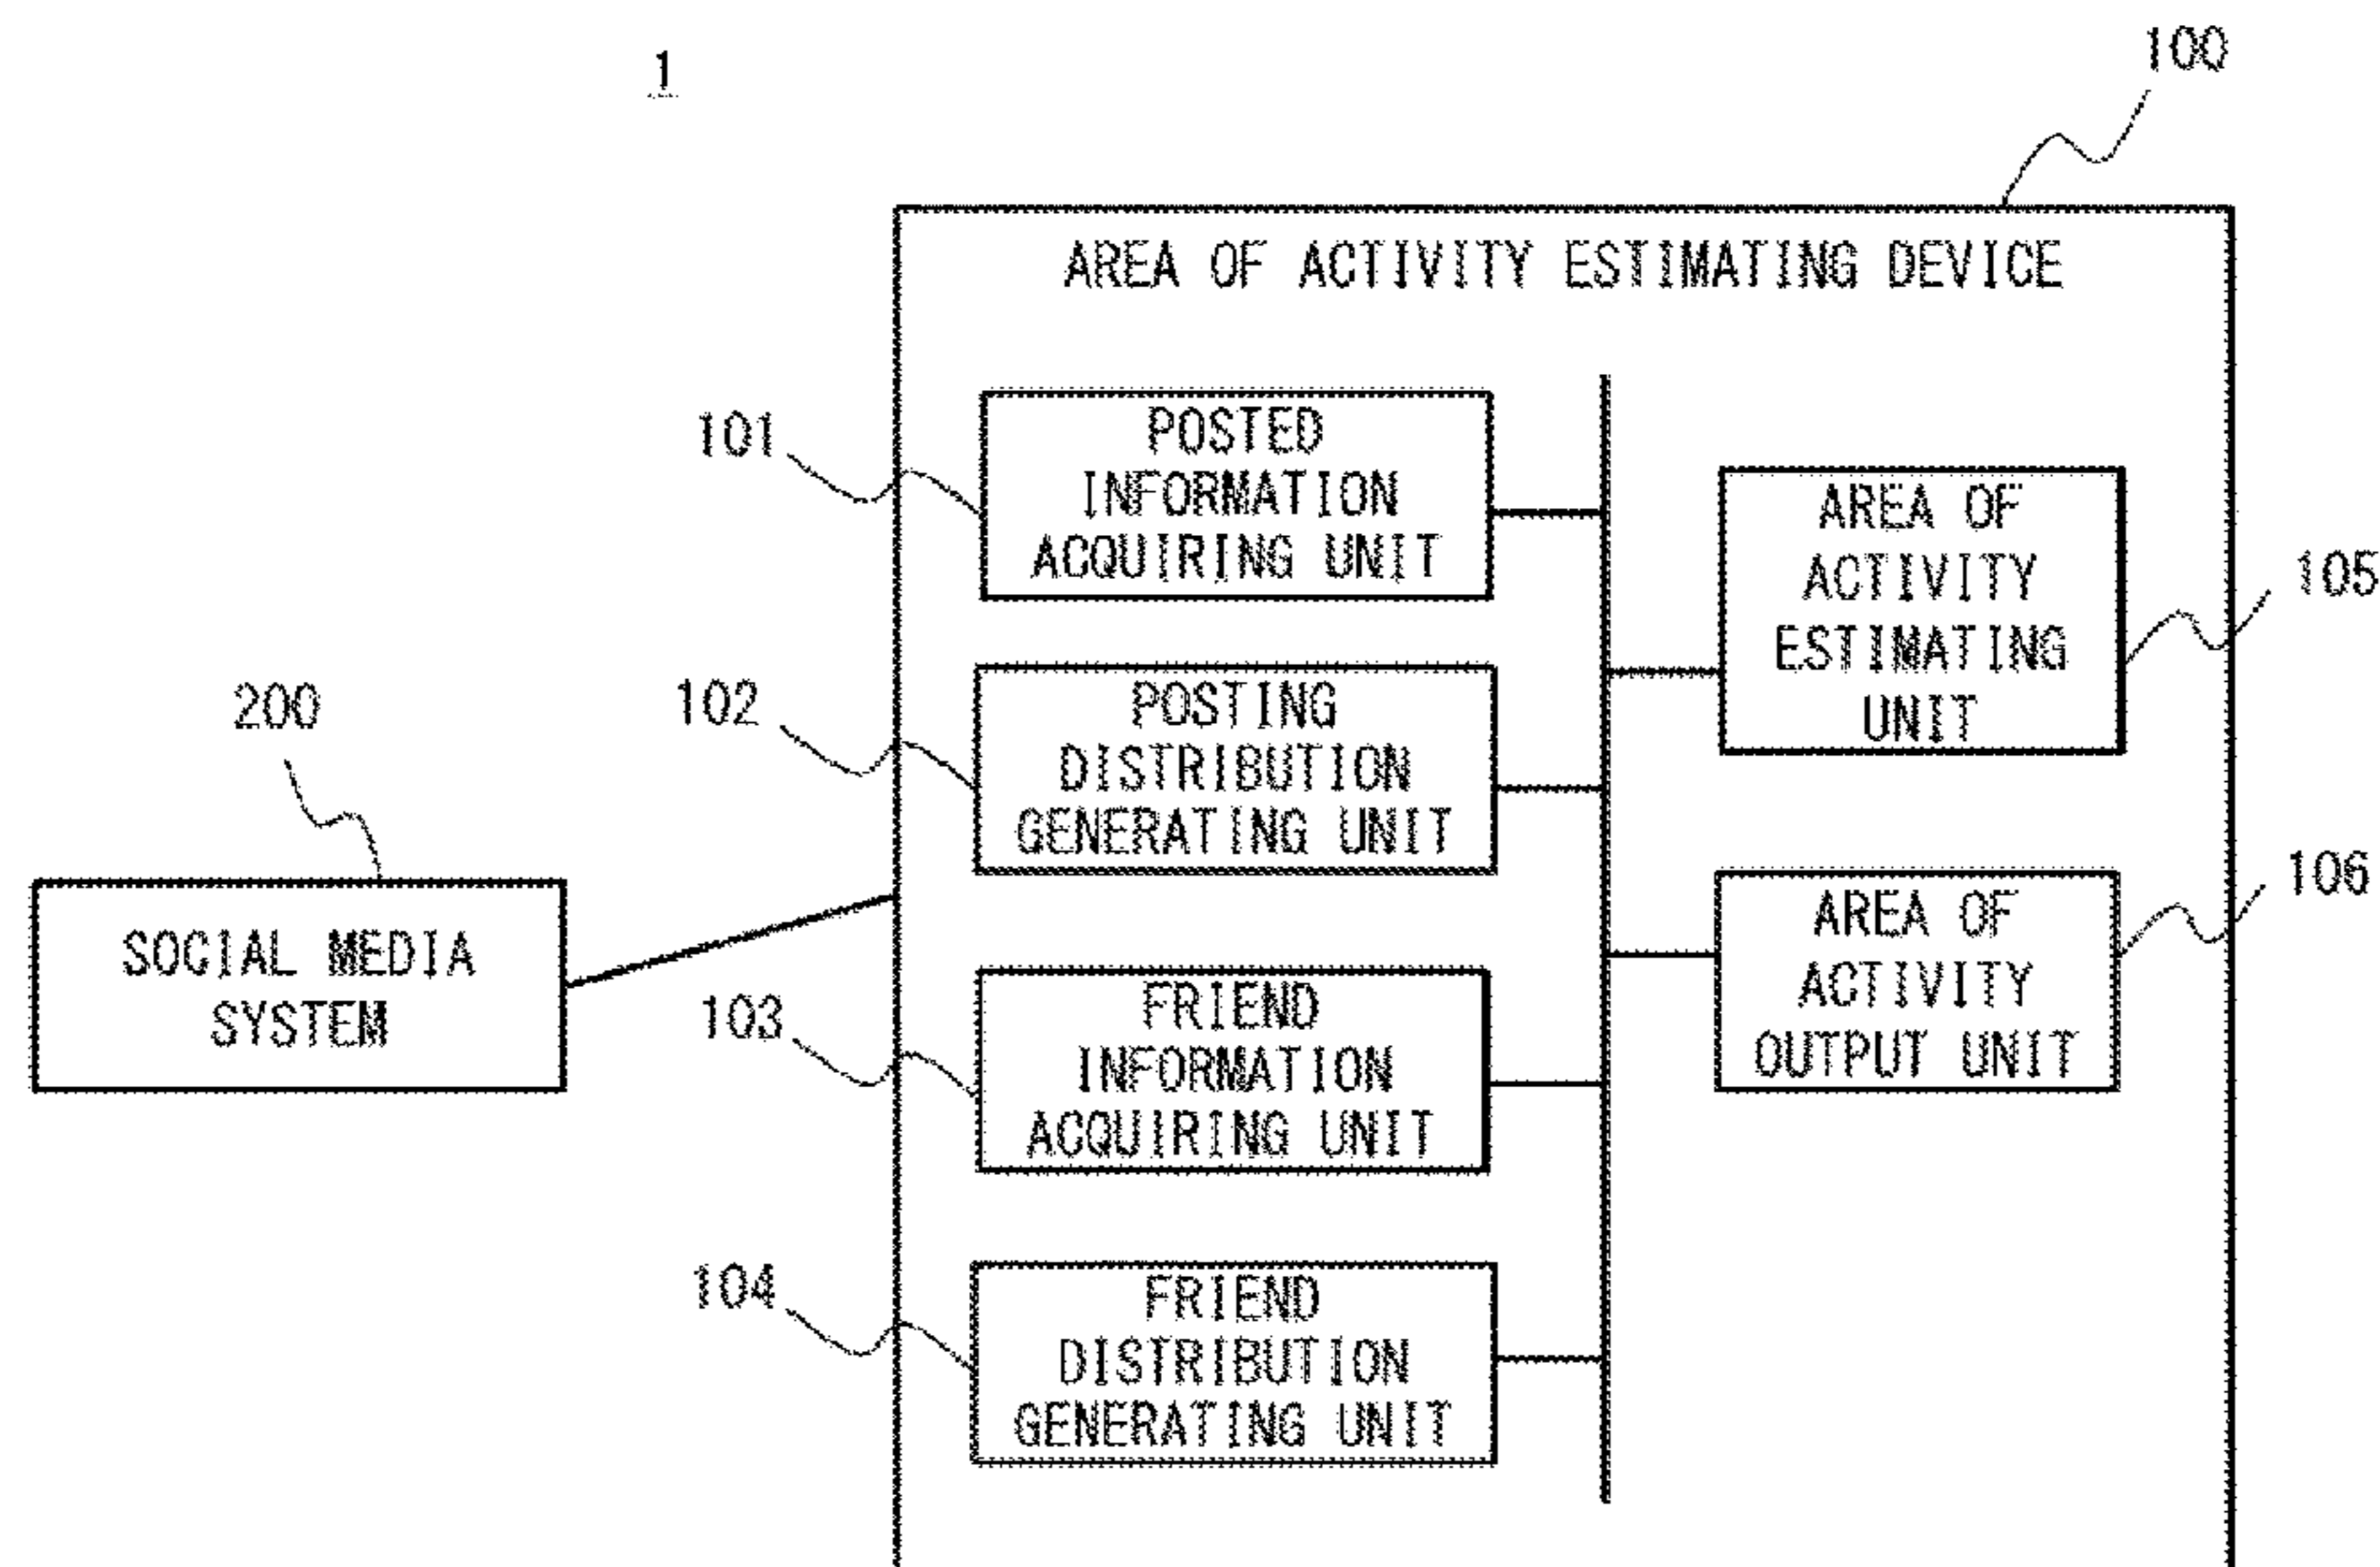 1
100
AREA OF ACTIVITY ESTIMATING DEVICE
101
POSTED
INFORMATION
ACQUIRING UNIT
102
POSTING
DISTRIBUTION
GENERATING UNIT
103
FRIEND
INFORMATION
ACQUIRING UNIT
104
FRIEND
DISTRIBUTION
GENERATING UNIT
AREA OF
ACTIVITY
ESTIMATING
UNIT
105
AREA OF
ACTIVITY
OUTPUT UNIT
106
200
SOCIAL MEDIA
SYSTEM